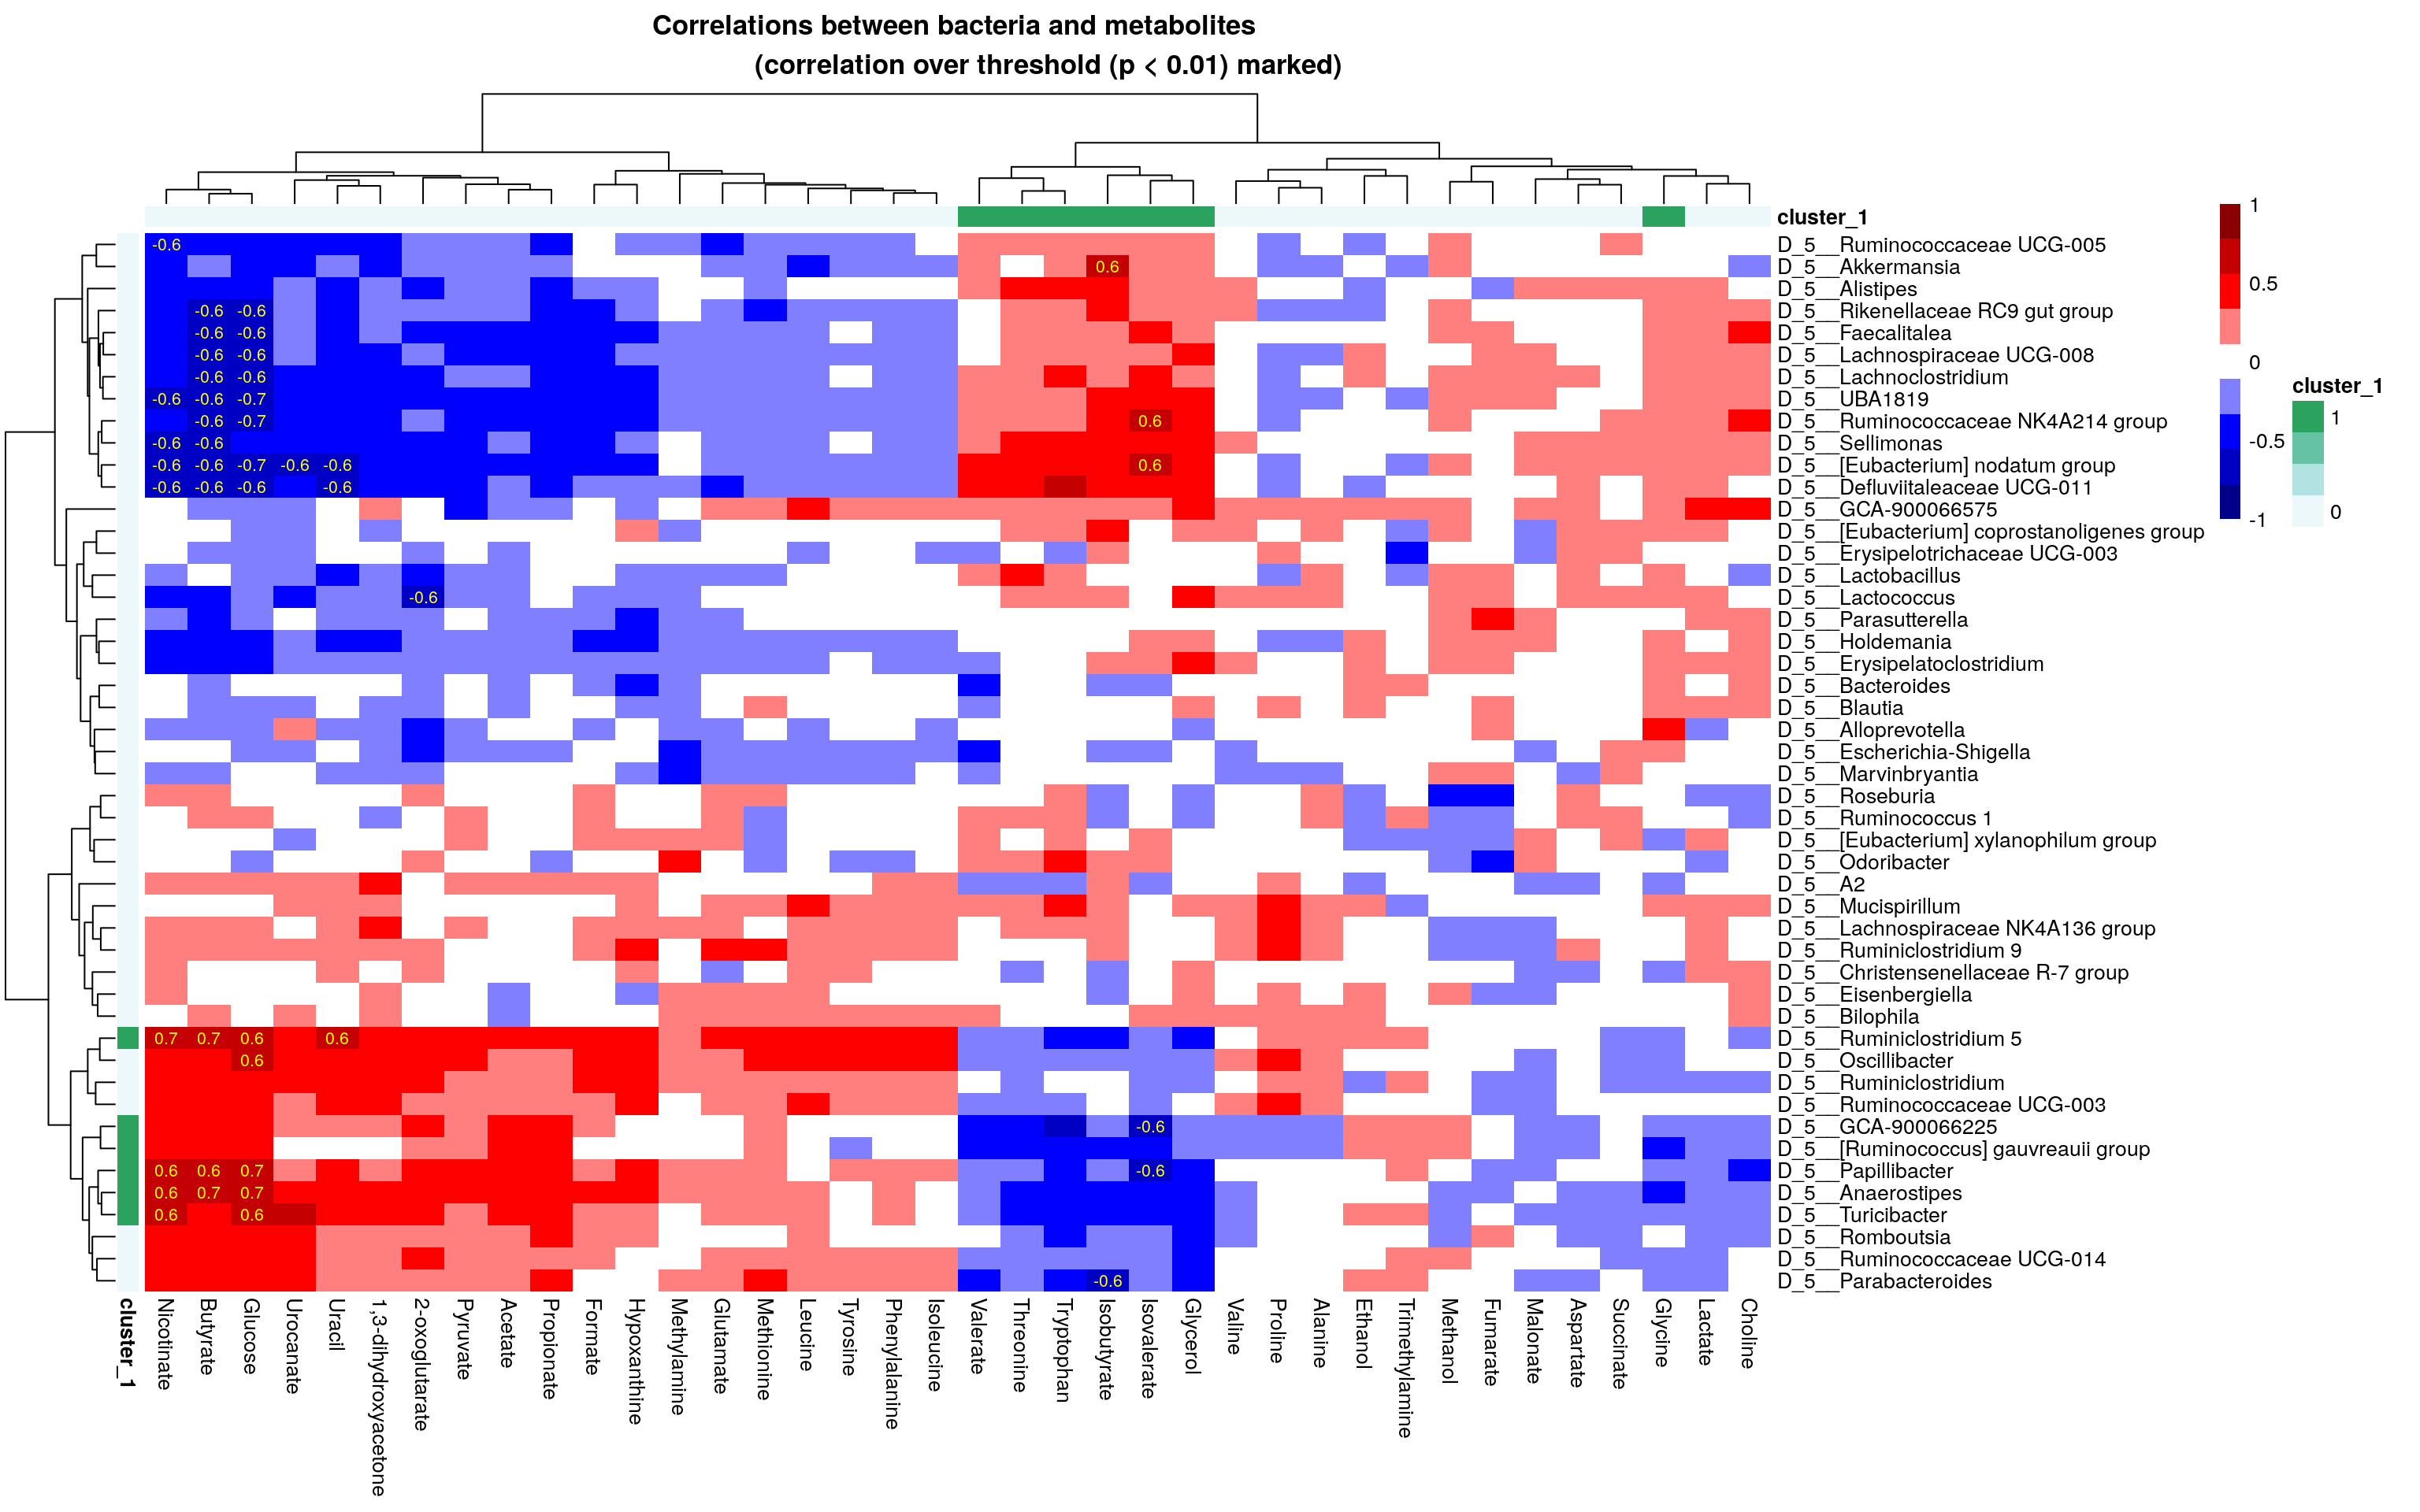 Correlations between bacteria and metabolites
(correlation over threshold (p < 0.01) marked)
cluster_1
1
0.5
0
-0.5
-1
cluster_1
1
0
-0.6 D_5__Ruminococcaceae UCG-005
0.6 D_5__Akkermansia
D_5__Alistipes
-0.6 -0.6 D_5__Rikenellaceae RC9 gut group
-0.6 -0.6 D_5__Faecalitalea
-0.6 -0.6 D_5__Lachnospiraceae UCG-008
-0.6 -0.6 D_5__Lachnoclostridium
-0.6 -0.6 -0.7 D_5__UBA1819
-0.6 -0.7 0.6 D_5__Ruminococcaceae NK4A214 group
-0.6 -0.6 D_5__Sellimonas
-0.6 -0.6 -0.7 -0.6 -0.6 0.6 D_5__[Eubacterium] nodatum group
-0.6 -0.6 -0.6 -0.6 D_5__Defluviitaleaceae UCG-011
D_5__GCA-900066575
D_5__[Eubacterium] coprostanoligenes group
D_5__Erysipelotrichaceae UCG-003
D_5__Lactobacillus
-0.6 D_5__Lactococcus
D_5__Parasutterella
D_5__Holdemania
D_5__Erysipelatoclostridium
D_5__Bacteroides
D_5__Blautia
D_5__Alloprevotella
D_5__Escherichia-Shigella
D_5__Marvinbryantia
D_5__Roseburia
D_5__Ruminococcus 1
D_5__[Eubacterium] xylanophilum group
D_5__Odoribacter
D_5__A2
D_5__Mucispirillum
D_5__Lachnospiraceae NK4A136 group
D_5__Ruminiclostridium 9
D_5__Christensenellaceae R-7 group
D_5__Eisenbergiella
D_5__Bilophila
0.7 0.7 0.6 0.6 D_5__Ruminiclostridium 5
0.6 D_5__Oscillibacter
D_5__Ruminiclostridium
D_5__Ruminococcaceae UCG-003
-0.6 D_5__GCA-900066225
D_5__[Ruminococcus] gauvreauii group
0.6 0.6 0.7 -0.6 D_5__Papillibacter
0.6 0.7 0.7 D_5__Anaerostipes
0.6 0.6 D_5__Turicibacter
D_5__Romboutsia
D_5__Ruminococcaceae UCG-014
-0.6 D_5__Parabacteroides
cluster_1
Nicotinate
Butyrate
Glucose
Urocanate
Uracil
1,3-dihydroxyacetone
2-oxoglutarate
Pyruvate
Acetate
Propionate
Formate
Hypoxanthine
Methylamine
Glutamate
Methionine
Leucine
Tyrosine
Phenylalanine
Isoleucine
Valerate
Threonine
Tryptophan
Isobutyrate
Isovalerate
Glycerol
Valine
Proline
Alanine
Ethanol
Trimethylamine
Methanol
Fumarate
Malonate
Aspartate
Succinate
Glycine
Lactate
Choline